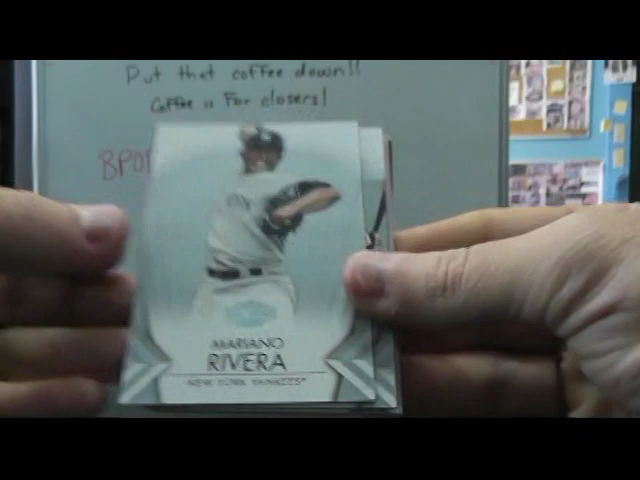 Put that coffee down!!
Coffee is For closers!
BPO
MARIANO
RIVERA
NEW YORK YANKEES